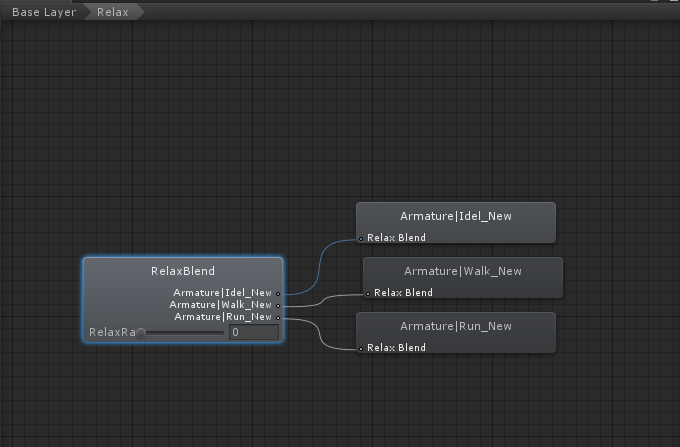 Base Layer Relax
Armature|Idel_New
Relax Blend
RelaxBlend
Armature|Idel_New
Armature|Walk_New
Armature|Run_New
RelaxRa 0
Armature|Walk_New
Relax Blend
Armature|Run_New
Relax Blend